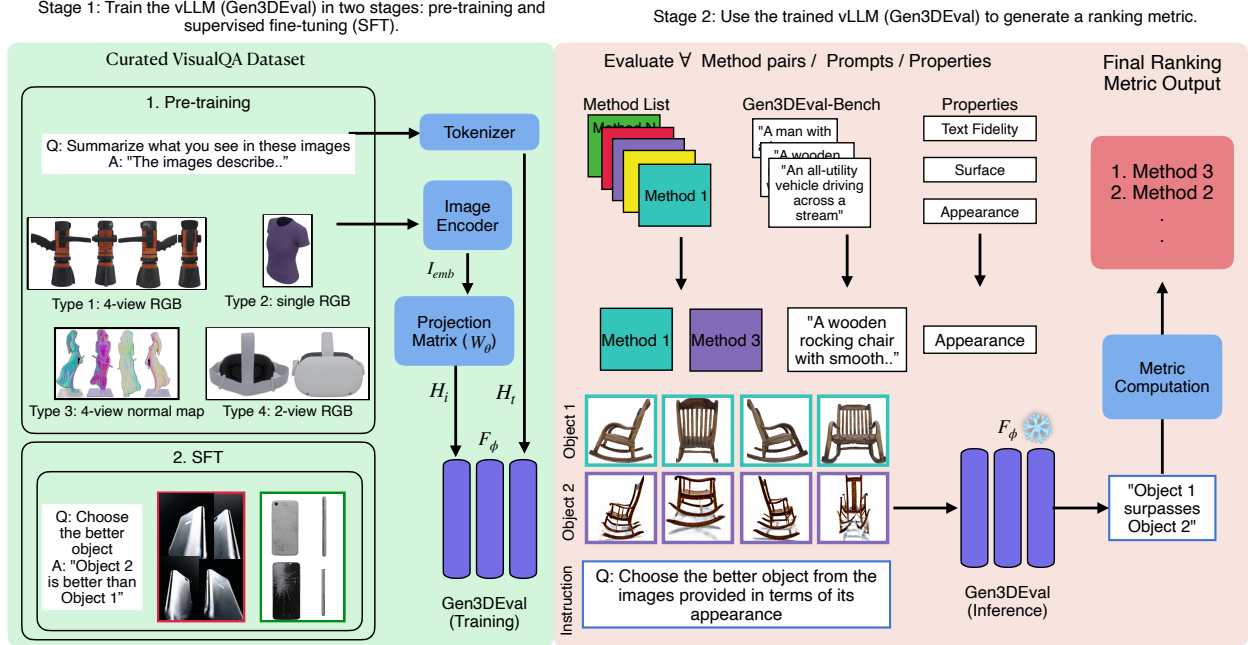 Stage 1: Train the vLLM (Gen3DEval) in two stages: pre-training and
supervised fine-tuning (SFT).
Curated VisualQA Dataset
1. Pre-training
Q: Summarize what you see in these images
A: "The images describe.."
Type 1: 4-view RGB
Type 2: single RGB
Type 3: 4-view normal map
Type 4: 2-view RGB
2. SFT
Q: Choose
the better
object
A: "Object 2
is better than
Object 1"
Tokenizer
Image
Encoder
I_emb
Projection
Matrix (W_θ)
H_i
H_t
F_ϕ
Gen3DEval
(Training)
Stage 2: Use the trained vLLM (Gen3DEval) to generate a ranking metric.
Evaluate ∀ Method pairs / Prompts / Properties
Method List
Method N
Method 1
Gen3DEval-Bench
"A man with
"A wooden
"An all-utility
vehicle driving
across a
stream"
Properties
Text Fidelity
Surface
Appearance
Method 1
Method 3
"A wooden
rocking chair
with smooth.."
Appearance
Object 1
Object 2
Instruction
Q: Choose the better object from the
images provided in terms of its
appearance
F_ϕ
Gen3DEval
(Inference)
"Object 1
surpasses
Object 2"
Metric
Computation
Final Ranking
Metric Output
1. Method 3
2. Method 2
.
.